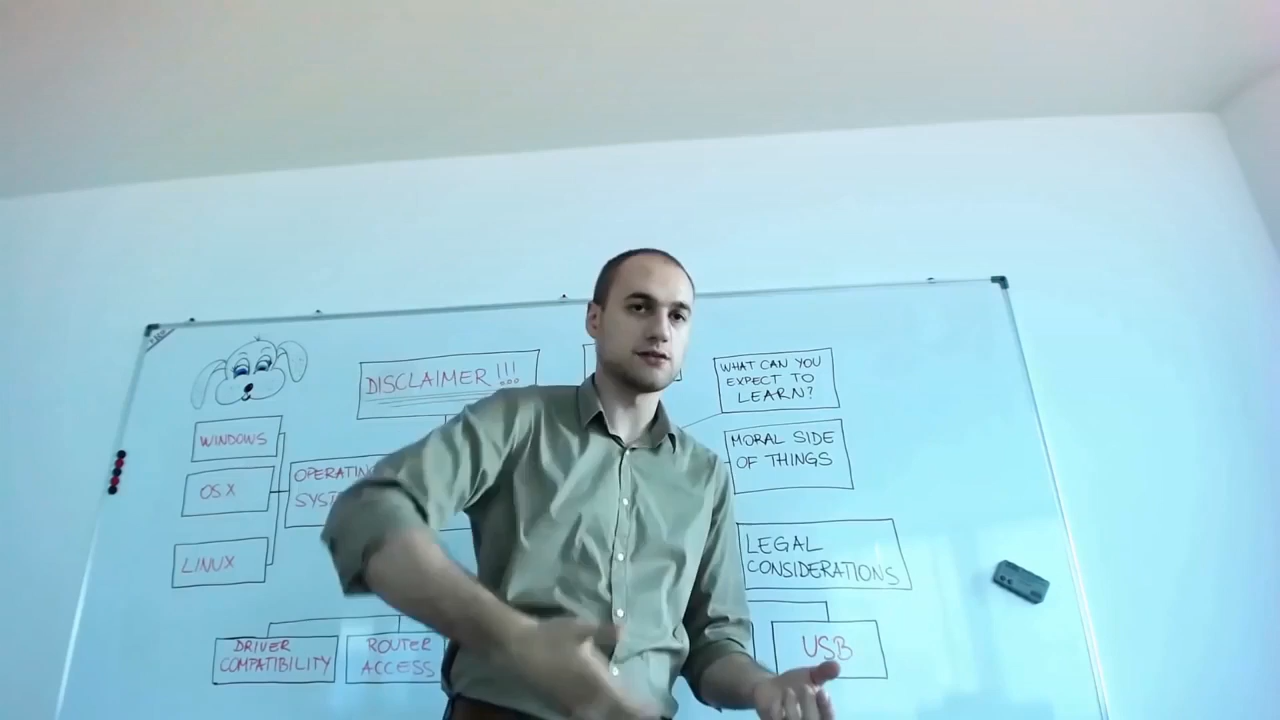 DISCLAIMER !!!
WHAT CAN YOU
EXPECT TO
LEARN?
WINDOWS
OS X
LINUX
MORAL SIDE
OF THINGS
LEGAL
CONSIDERATIONS
DRIVER
COMPATIBILITY
ROUTER
ACCESS
USB